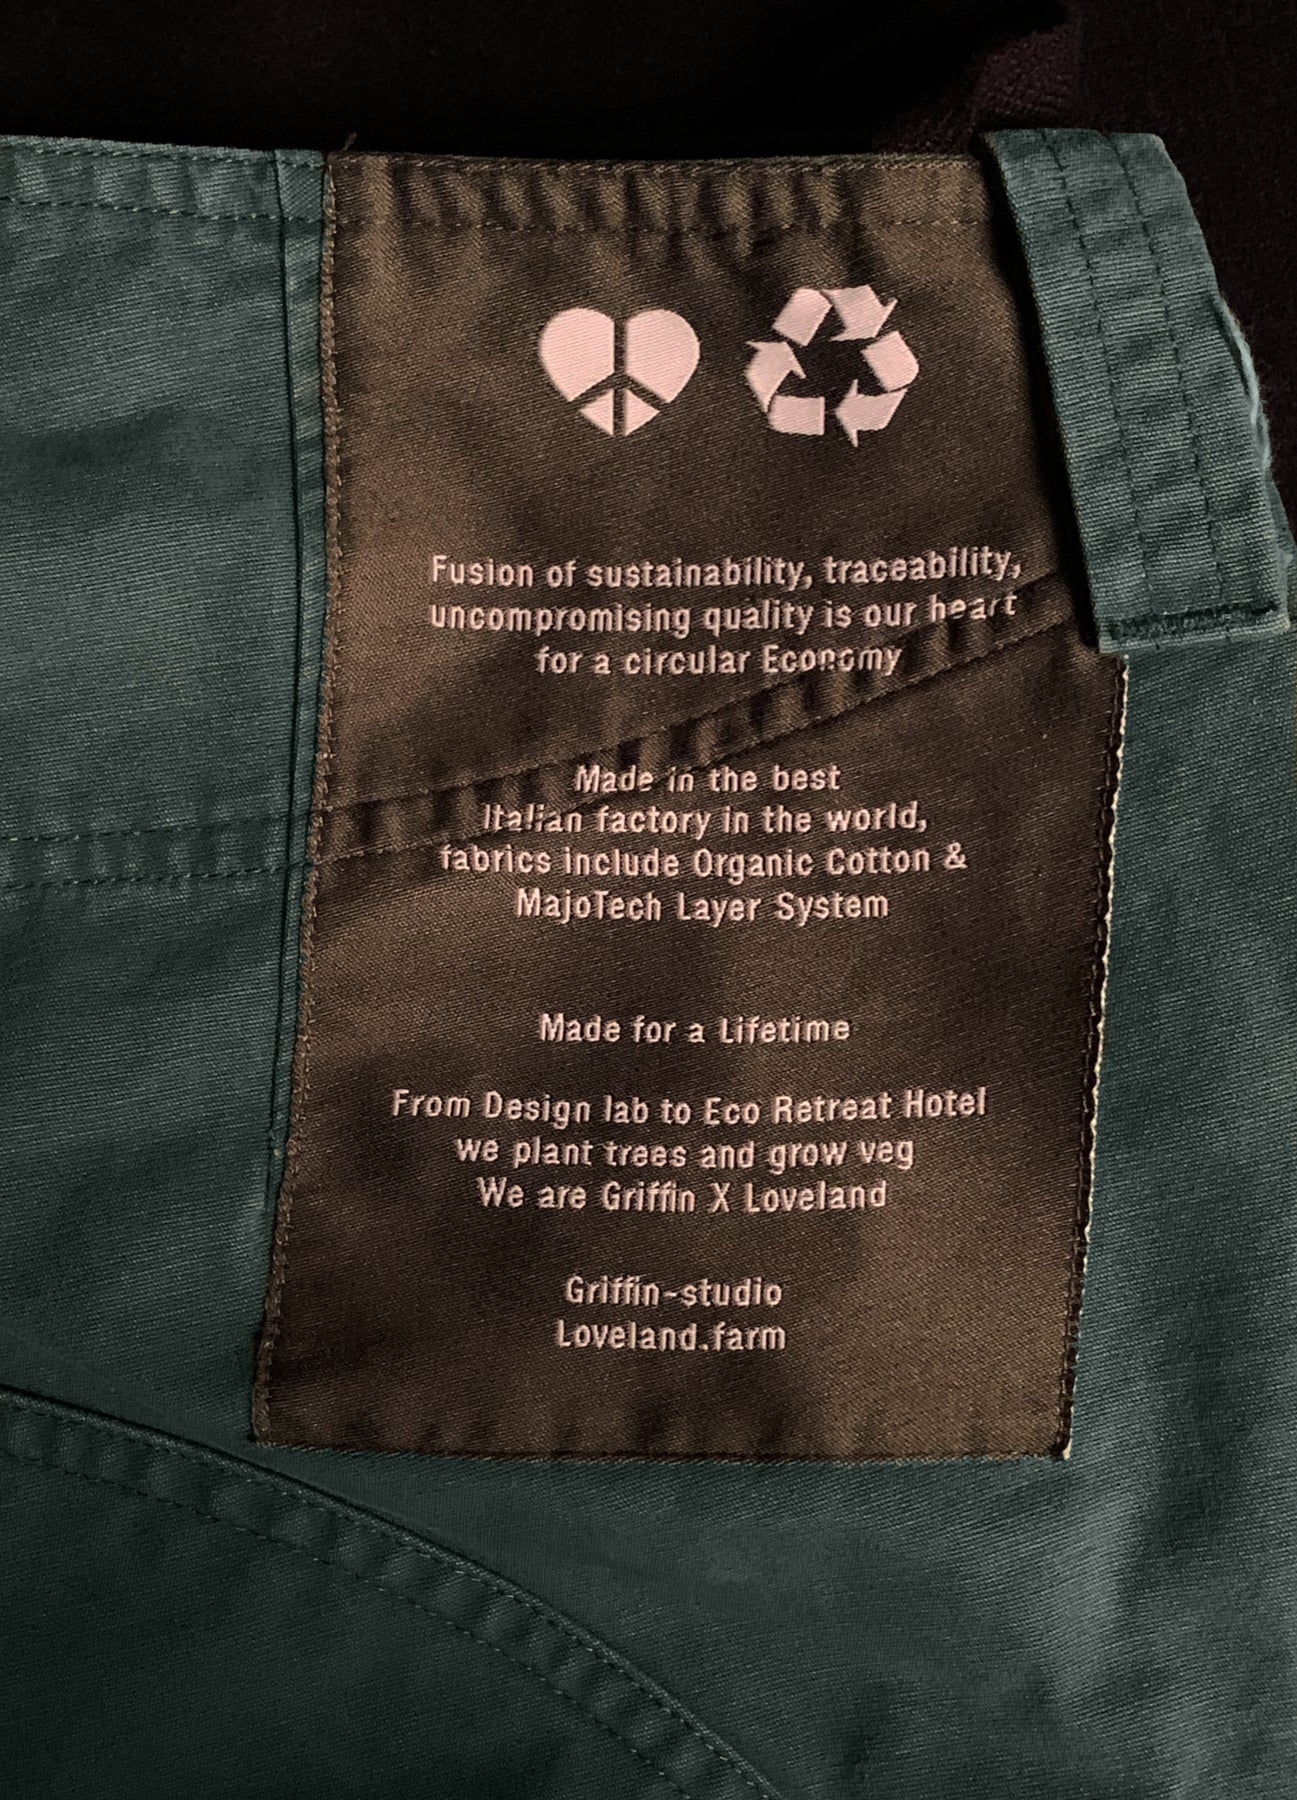 Fusion of sustainability, traceability,
uncompromising quality is our heart
for a circular Economy
Made in the best
Italian factory in the world,
fabrics include Organic Cotton &
MajoTech Layer System
Made for a Lifetime
From Design lab to Eco Retreat Hotel
we plant trees and grow veg
We are Griffin X Loveland
Griffin-studio
Loveland.farm